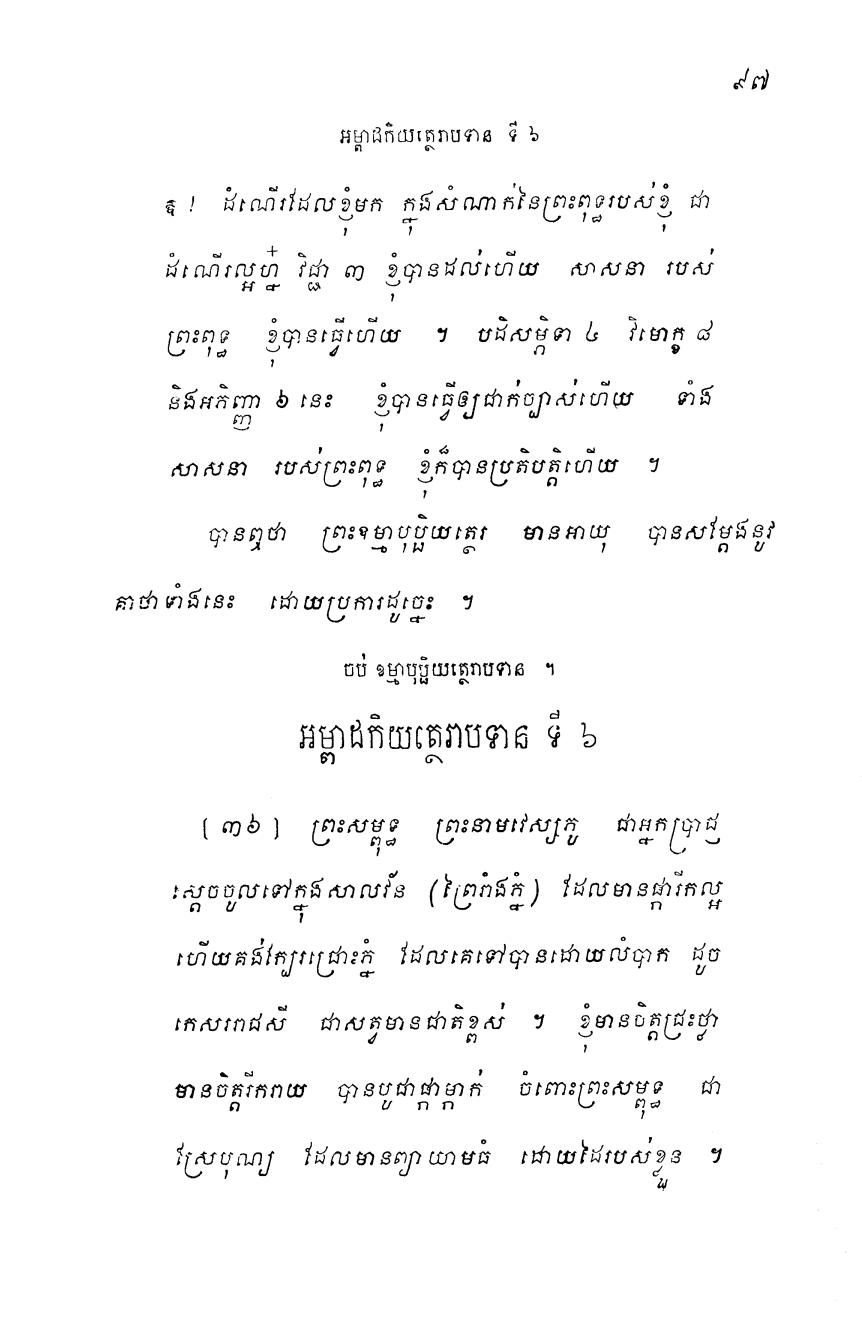 ៩៧
អម្ពាដកិយត្ថេរាបទាន ទី ៦
ឱ ! ដំណើរដែលខ្ញុំមក ក្នុងសំណាក់នៃព្រះពុទ្ធរបស់ខ្ញុំ ជា
ដំណើរល្អហ្ន៎ វិជ្ជា ៣ ខ្ញុំបានដល់ហើយ សាសនា របស់
ព្រះពុទ្ធ ខ្ញុំបានធ្វើហើយ ។ បដិសម្ភិទា ៤ វិមោក្ខ ៨
និងអភិញ្ញា ៦ នេះ ខ្ញុំបានធ្វើឲ្យជាក់ច្បាស់ហើយ ទាំង
សាសនា របស់ព្រះពុទ្ធ ខ្ញុំក៏បានប្រតិបត្តិហើយ ។
បានឮថា ព្រះខម្មាបុប្ផិយត្ថេរ មានអាយុ បានសម្ដែងនូវ
គាថាទាំងនេះ ដោយប្រការដូច្នេះ ។
ចប់ ខម្មាបុប្ផិយត្ថេរាបទាន ។
អម្ពាដកិយត្ថេរាបទាន ទី ៦
[ ៣៦ ] ព្រះសម្ពុទ្ធ ព្រះនាមវេស្សភូ ជាអ្នកប្រាជ្ញ
ស្ដេចចូលទៅក្នុងសាលវ័ន (ព្រៃរាំងភ្នំ) ដែលមានផ្ការីកល្អ
ហើយគង់ក្បែរជ្រោះភ្នំ ដែលគេទៅបានដោយលំបាក ដូច
កេសររាជសី ជាសត្វមានជាតិខ្ពស់ ។ ខ្ញុំមានចិត្តជ្រះថ្លា
មានចិត្តរីករាយ បានបូជាផ្កាម្កាក់ ចំពោះព្រះសម្ពុទ្ធ ជា
ស្រែបុណ្យ ដែលមានព្យាយាមធំ ដោយដៃរបស់ខ្លួន ។